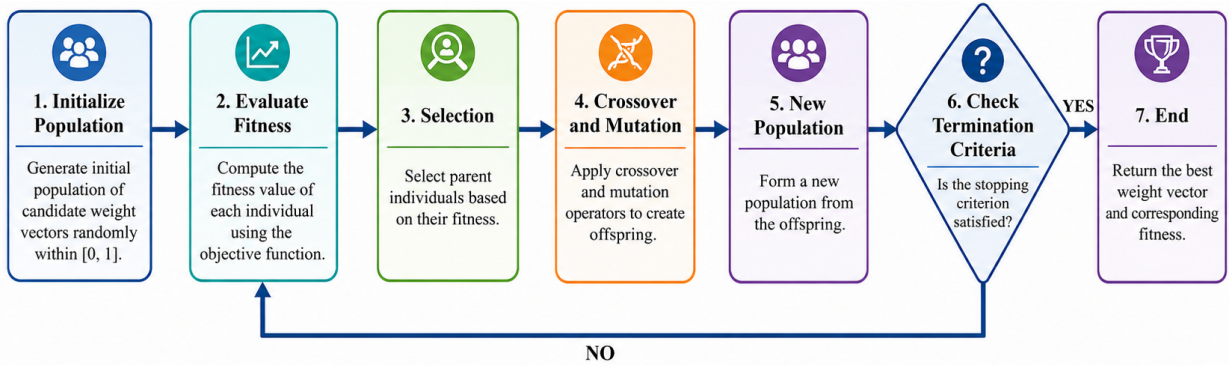 1. Initialize
Population
Generate initial
population of
candidate weight
vectors randomly
within [0, 1].
2. Evaluate
Fitness
Compute the
fitness value of
each individual
using the
objective function.
3. Selection
Select parent
individuals based
on their fitness.
4. Crossover
and Mutation
Apply crossover
and mutation
operators to create
offspring.
5. New
Population
Form a new
population from
the offspring.
?
6. Check
Termination
Criteria
Is the stopping
criterion
satisfied?
YES
7. End
Return the best
weight vector
and corresponding
fitness.
NO